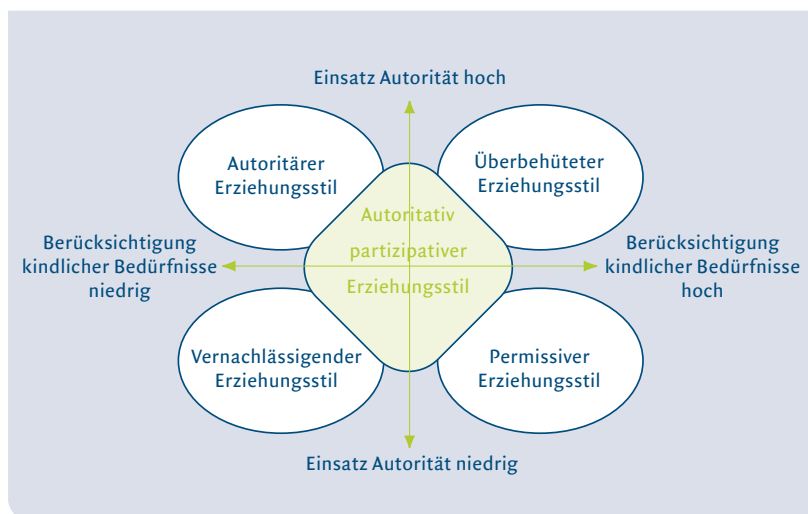 Einsatz Autorität hoch
Autoritärer
Erziehungsstil
Überbehüteter
Erziehungsstil
Autoritativ
partizipativer
Erziehungsstil
Berücksichtigung
kindlicher Bedürfnisse
niedrig
Berücksichtigung
kindlicher Bedürfnisse
hoch
Vernachlässigender
Erziehungsstil
Permissiver
Erziehungsstil
Einsatz Autorität niedrig